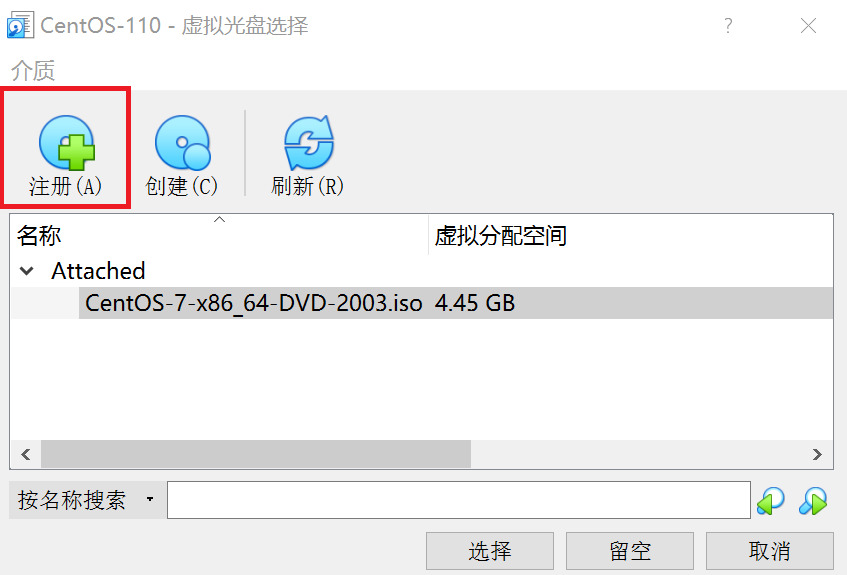 CentOS-110 - 虚拟光盘选择
?
介质
注册(A) 创建(C) 刷新(R)
名称 虚拟分配空间
Attached
CentOS-7-x86_64-DVD-2003.iso 4.45 GB
按名称搜索
选择 留空 取消